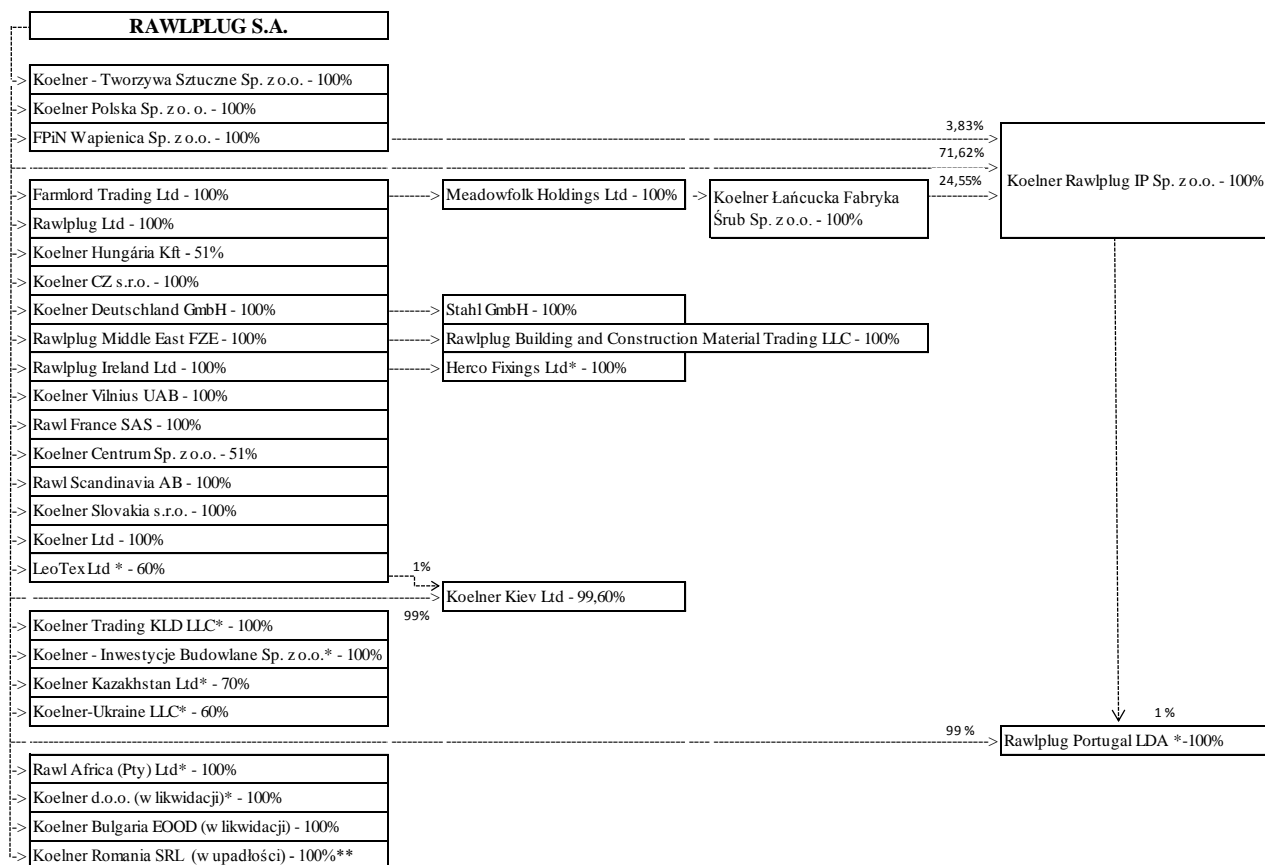 RAWLPLUG S.A.
Koelner - Tworzywa Sztuczne Sp. z o.o. - 100%
Koelner Polska Sp. z o. o. - 100%
FPiN Wapienica Sp. z o.o. - 100%
3,83%
71,62%
24,55%
Koelner Rawlplug IP Sp. z o.o. - 100%
Farmlord Trading Ltd - 100%
Meadowfolk Holdings Ltd - 100%
Koelner Łańcucka Fabryka
Śrub Sp. z o.o. - 100%
Rawlplug Ltd - 100%
Koelner Hungária Kft - 51%
Koelner CZ s.r.o. - 100%
Koelner Deutschland GmbH - 100%
Stahl GmbH - 100%
Rawlplug Middle East FZE - 100%
Rawlplug Building and Construction Material Trading LLC - 100%
Rawlplug Ireland Ltd - 100%
Herco Fixings Ltd* - 100%
Koelner Vilnius UAB - 100%
Rawl France SAS - 100%
Koelner Centrum Sp. z o.o. - 51%
Rawl Scandinavia AB - 100%
Koelner Slovakia s.r.o. - 100%
Koelner Ltd - 100%
LeoTex Ltd * - 60%
1%
Koelner Kiev Ltd - 99,60%
99%
Koelner Trading KLD LLC* - 100%
Koelner - Inwestycje Budowlane Sp. z o.o.* - 100%
Koelner Kazakhstan Ltd* - 70%
Koelner-Ukraine LLC* - 60%
99 %
1 %
Rawlplug Portugal LDA *-100%
Rawl Africa (Pty) Ltd* - 100%
Koelner d.o.o. (w likwidacji)* - 100%
Koelner Bulgaria EOOD (w likwidacji) - 100%
Koelner Romania SRL (w upadłości) - 100%**